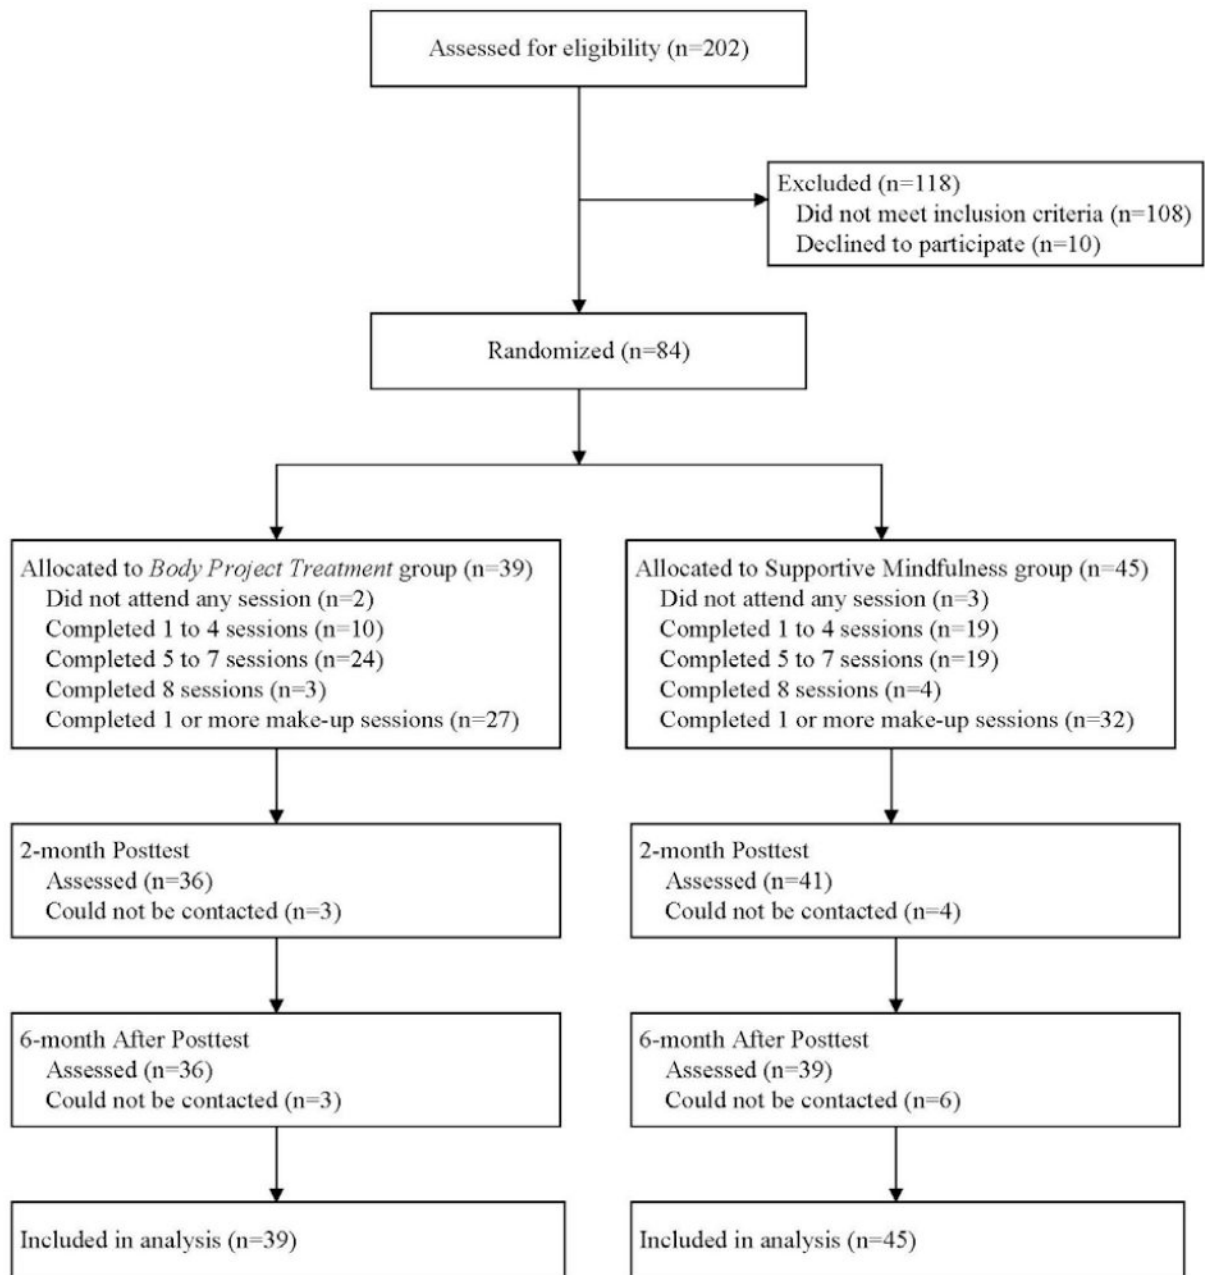 Assessed for eligibility (n=202)
Excluded (n=118)
Did not meet inclusion criteria (n=108)
Declined to participate (n=10)
Randomized (n=84)
Allocated to Body Project Treatment group (n=39)
Did not attend any session (n=2)
Completed 1 to 4 sessions (n=10)
Completed 5 to 7 sessions (n=24)
Completed 8 sessions (n=3)
Completed 1 or more make-up sessions (n=27)
Allocated to Supportive Mindfulness group (n=45)
Did not attend any session (n=3)
Completed 1 to 4 sessions (n=19)
Completed 5 to 7 sessions (n=19)
Completed 8 sessions (n=4)
Completed 1 or more make-up sessions (n=32)
2-month Posttest
Assessed (n=36)
Could not be contacted (n=3)
2-month Posttest
Assessed (n=41)
Could not be contacted (n=4)
6-month After Posttest
Assessed (n=36)
Could not be contacted (n=3)
6-month After Posttest
Assessed (n=39)
Could not be contacted (n=6)
Included in analysis (n=39)
Included in analysis (n=45)